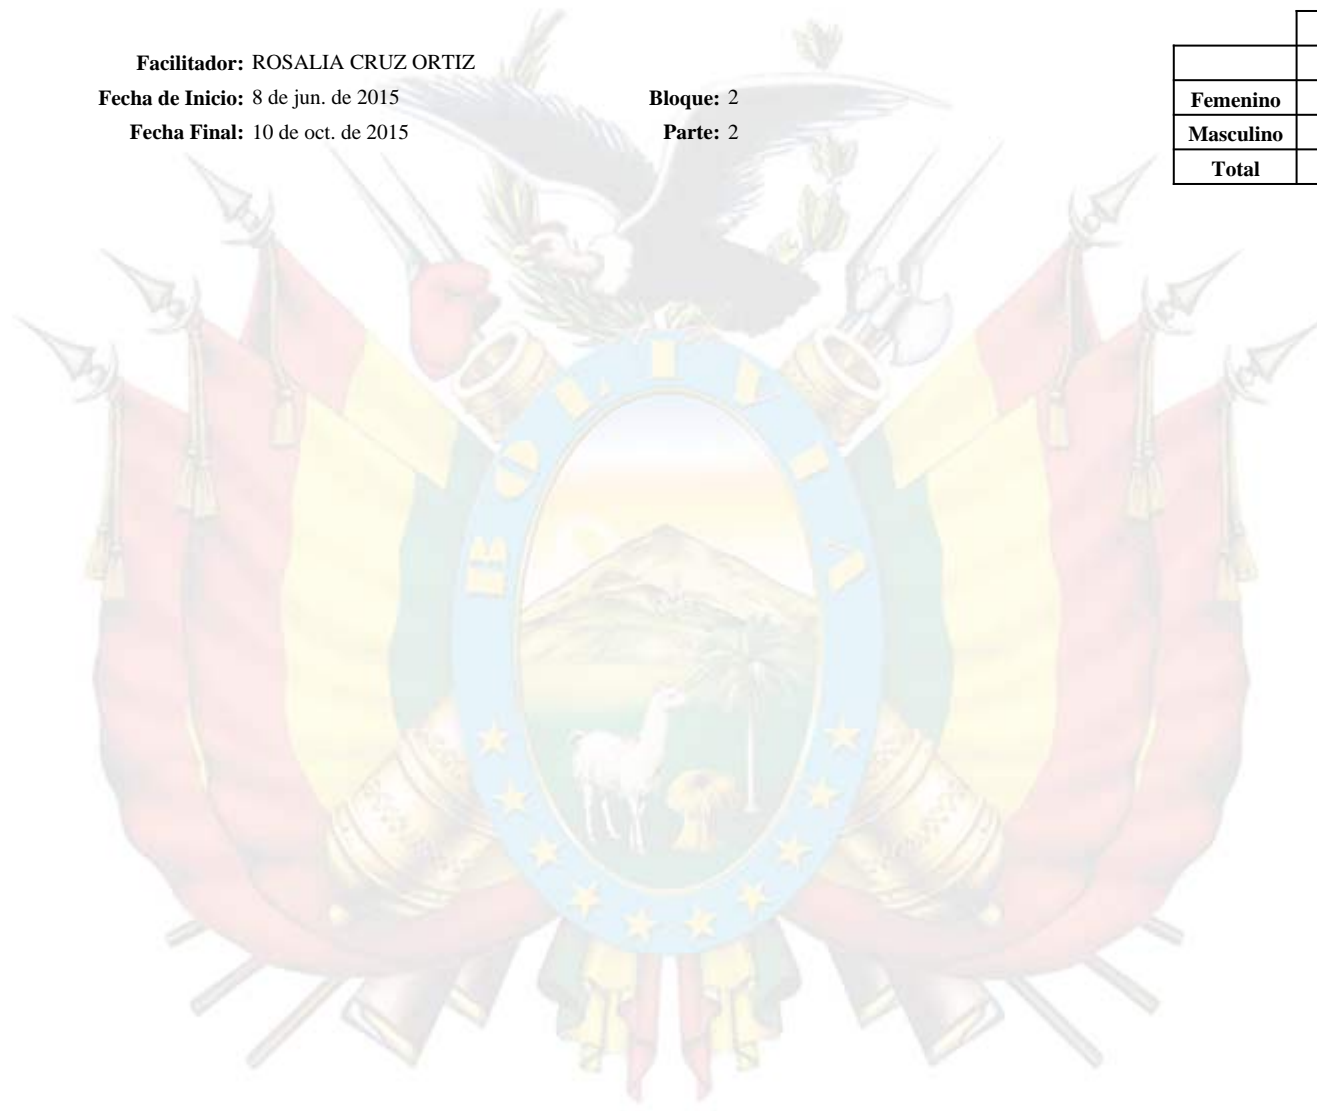 Facilitador: ROSALIA CRUZ ORTIZ
Fecha de Inicio: 8 de jun. de 2015 Bloque: 2
Fecha Final: 10 de oct. de 2015 Parte: 2
Femenino
Masculino
Total
BOLIVIA